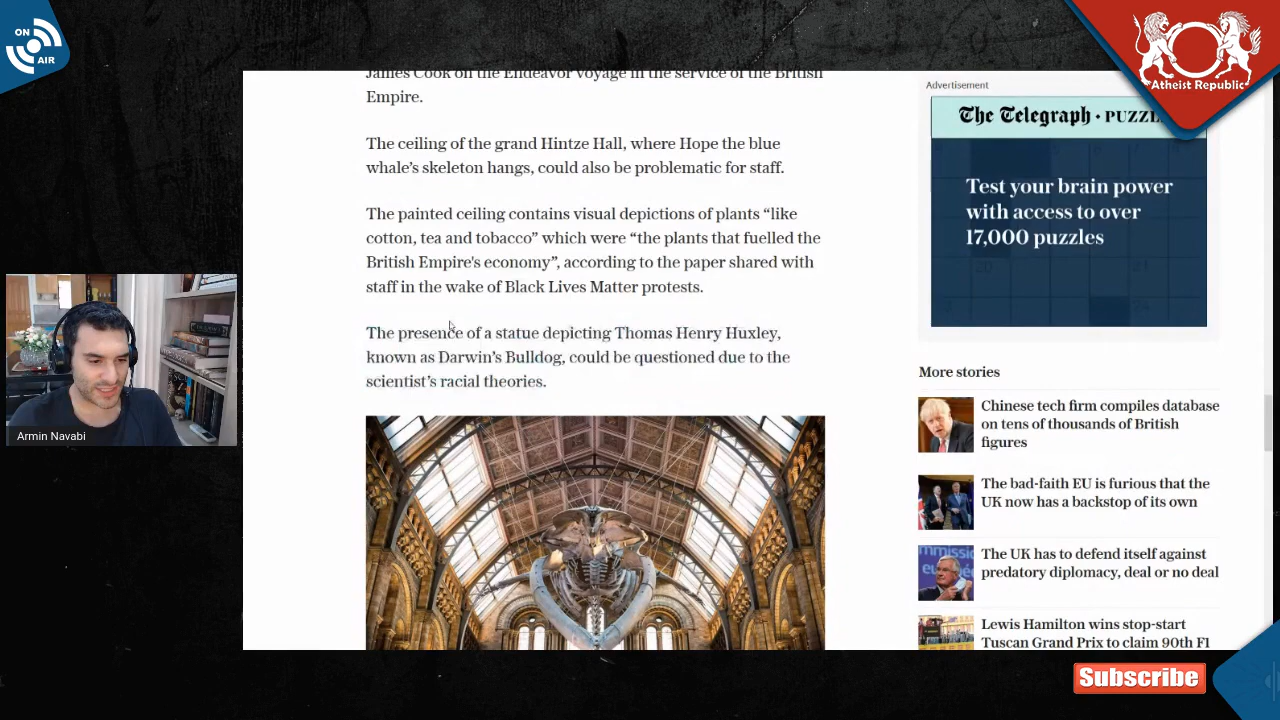 ON
AIR
Armin Navabi
James Cook on the Endeavor voyage in the service of the British
Empire.
The ceiling of the grand Hintze Hall, where Hope the blue
whale's skeleton hangs, could also be problematic for staff.
The painted ceiling contains visual depictions of plants “like
cotton, tea and tobacco” which were “the plants that fuelled the
British Empire's economy”, according to the paper shared with
staff in the wake of Black Lives Matter protests.
The presence of a statue depicting Thomas Henry Huxley,
known as Darwin's Bulldog, could be questioned due to the
scientist's racial theories.
Atheist Republic
Advertisement
The Telegraph • PUZZL
Test your brain power
with access to over
17,000 puzzles
More stories
Chinese tech firm compiles database
on tens of thousands of British
figures
The bad-faith EU is furious that the
UK now has a backstop of its own
The UK has to defend itself against
predatory diplomacy, deal or no deal
Lewis Hamilton wins stop-start
Tuscan Grand Prix to claim 90th F1
Subscribe